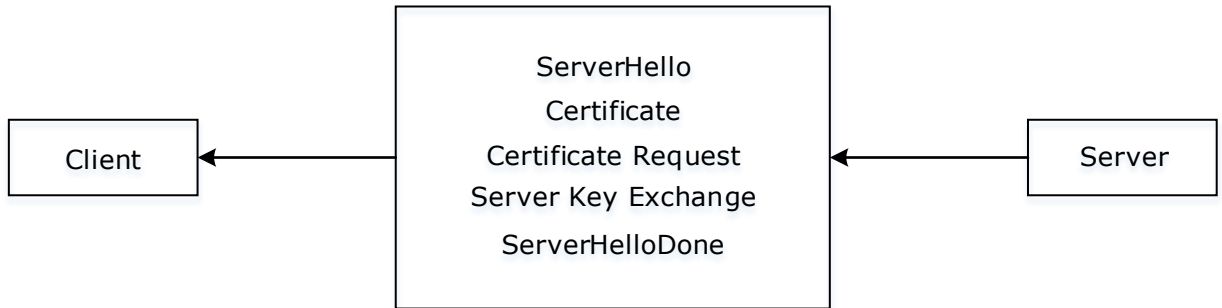 ServerHello
Certificate
Client
Certificate Request
Server
Server Key Exchange
ServerHelloDone